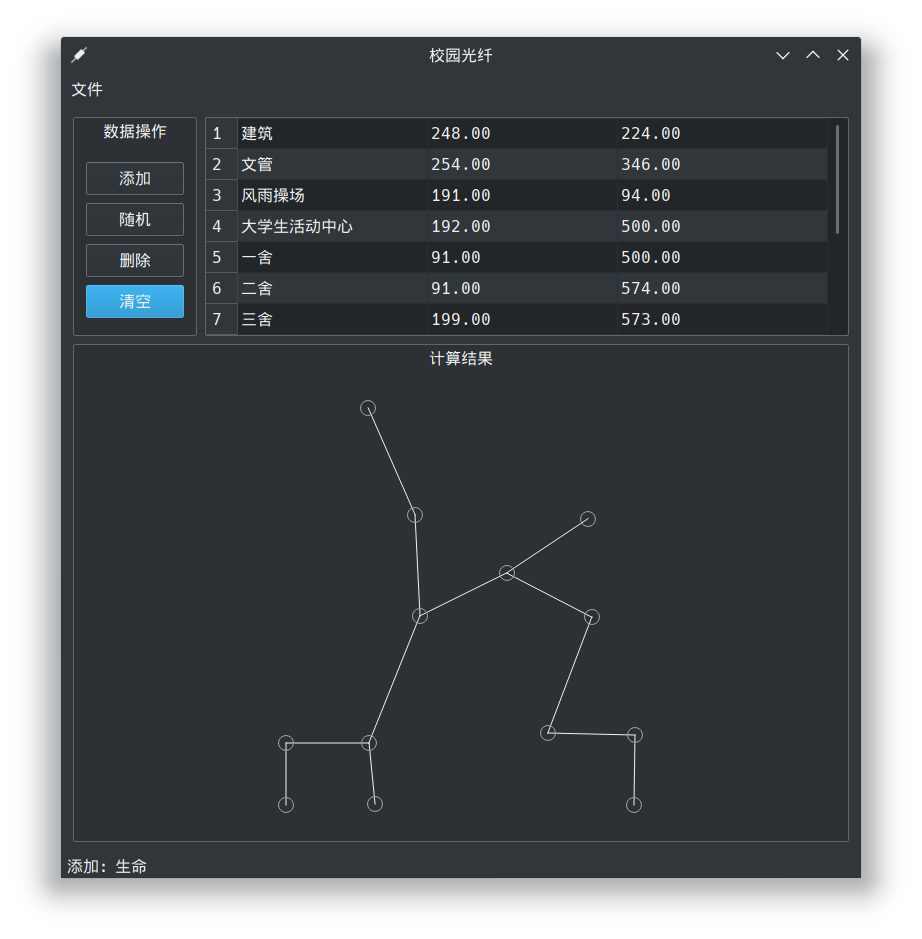 校园光纤
文件
数据操作
添加
随机
删除
清空
1 建筑 248.00 224.00
2 文管 254.00 346.00
3 风雨操场 191.00 94.00
4 大学生活动中心 192.00 500.00
5 一舍 91.00 500.00
6 二舍 91.00 574.00
7 三舍 199.00 573.00
计算结果
添加: 生命